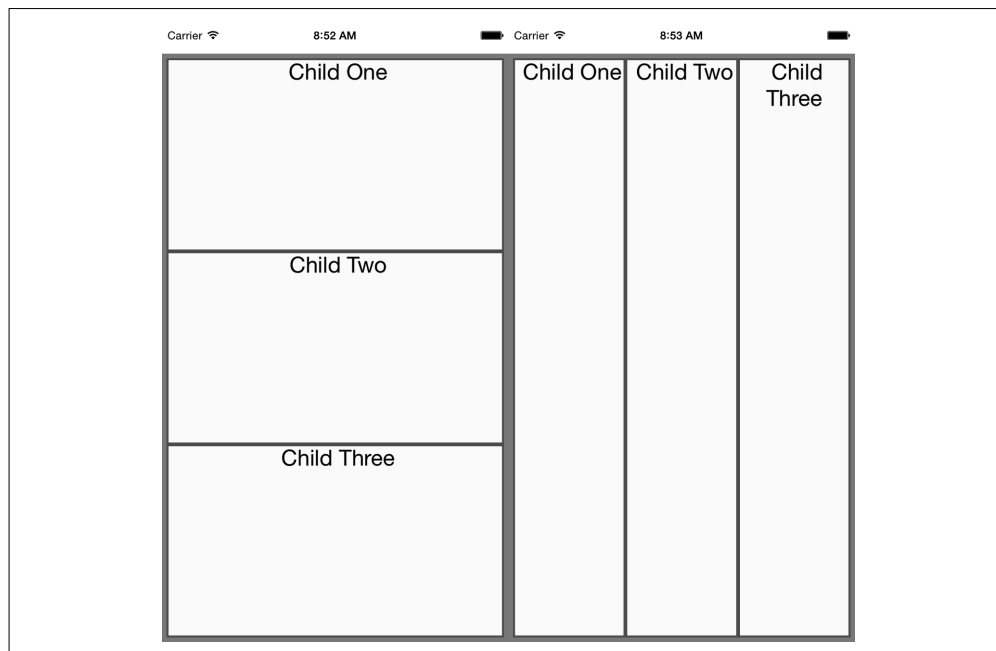 Carrier
8:52 AM
Child One
Child Two
Child Three
Carrier
8:53 AM
Child One
Child Two
Child
Three